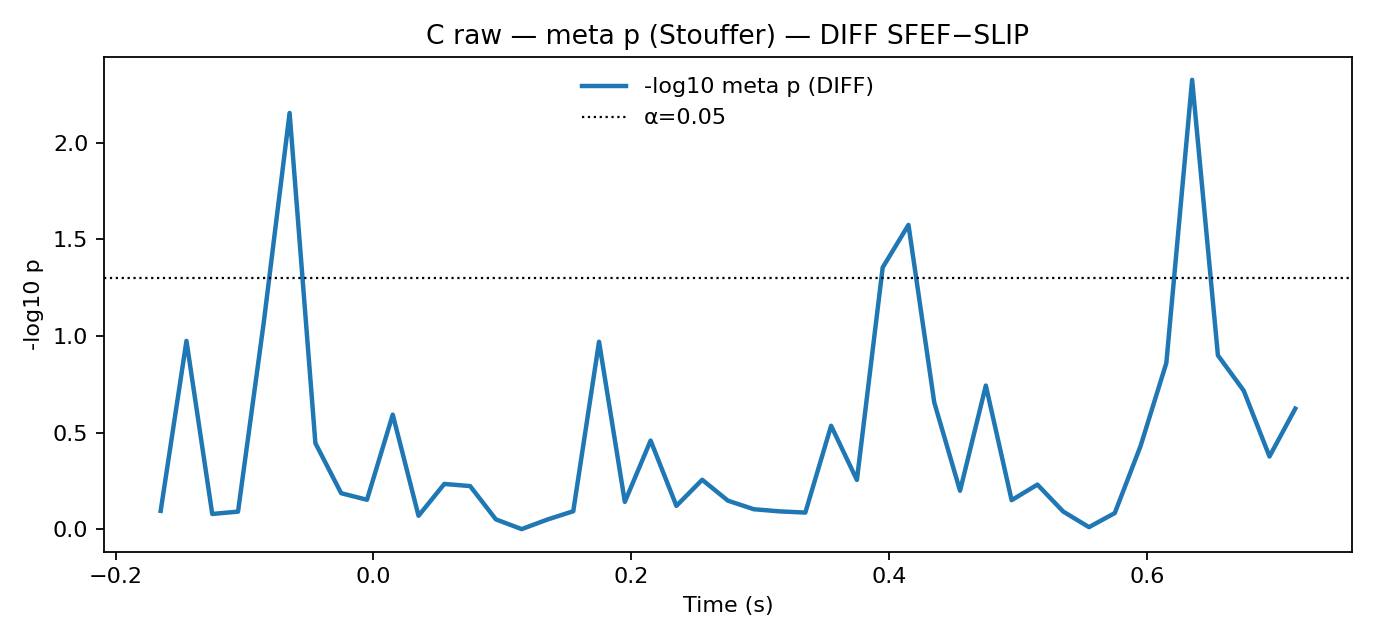 C raw — meta p (Stouffer) — DIFF SFEF−SLIP
-log10 meta p (DIFF)
α=0.05
2.0
1.5
1.0
0.5
0.0
-log10 p
−0.2
0.0
0.2
0.4
0.6
Time (s)